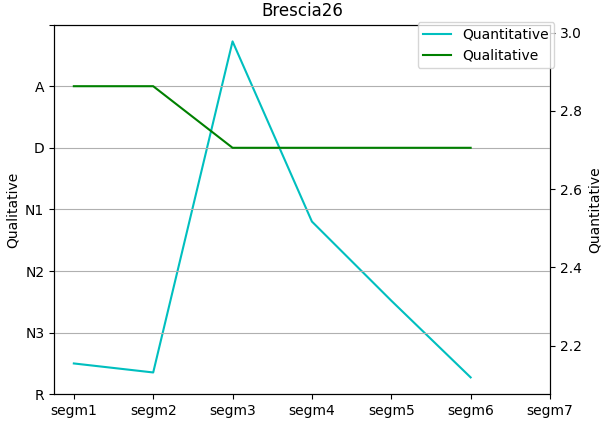 Brescia26
Quantitative
Qualitative
3.0
A
2.8
D
2.6
N1
Qualitative
Quantitative
N2
2.4
N3
2.2
R
segm1 segm2 segm3 segm4 segm5 segm6 segm7